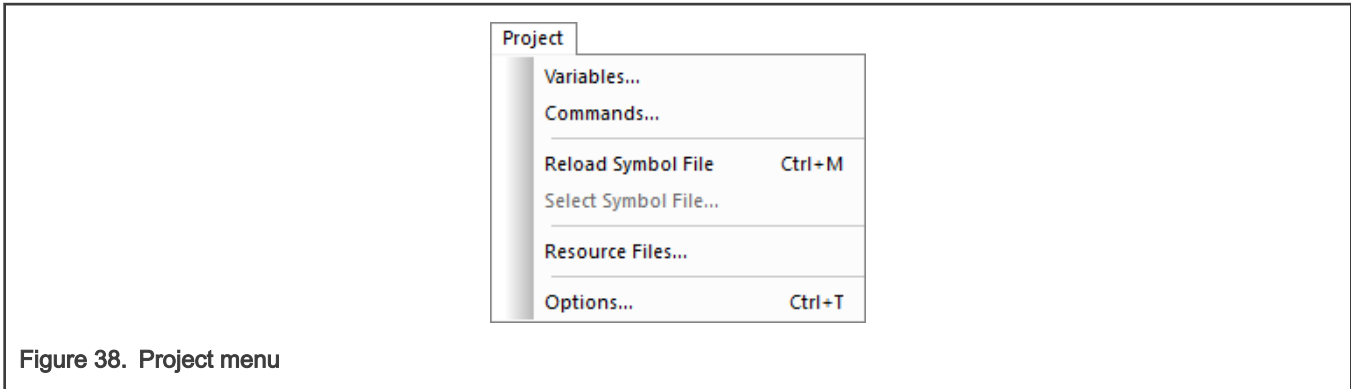 Project
Variables...
Commands...
Reload Symbol File Ctrl+M
Select Symbol File...
Resource Files...
Options... Ctrl+T
Figure 38. Project menu